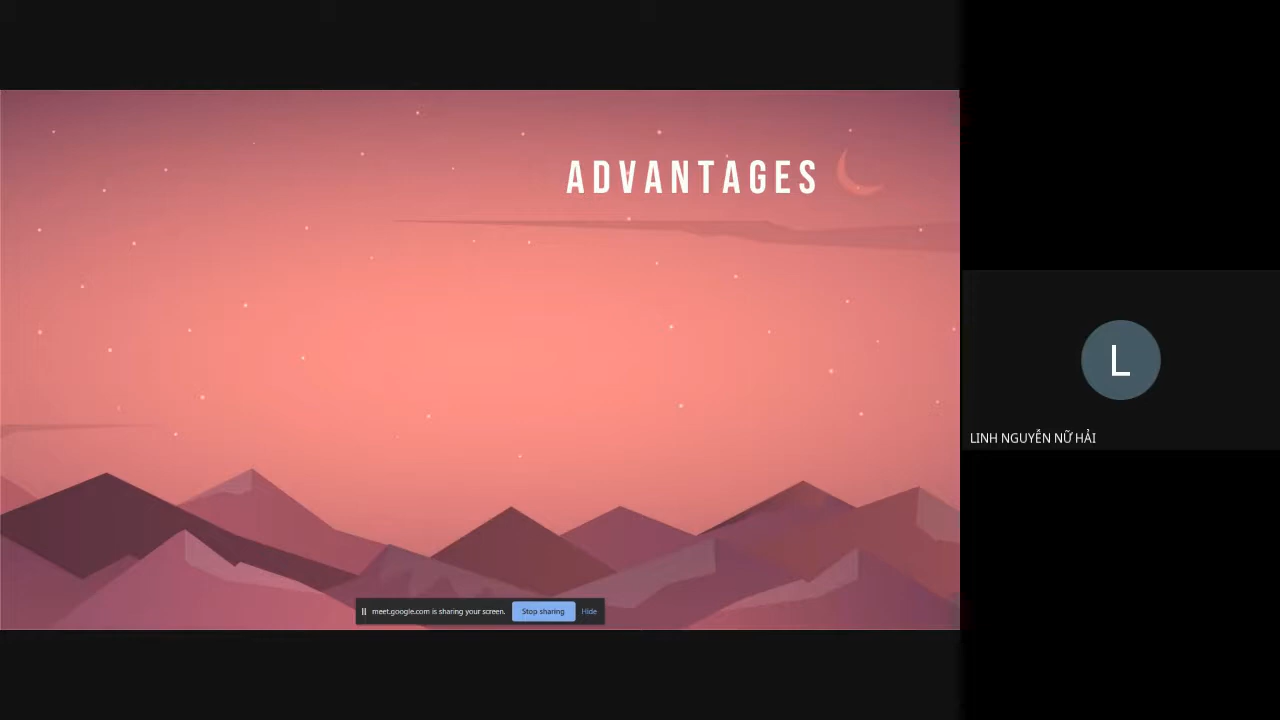 ADVANTAGES
L
LINH NGUYỄN NỮ HẢI
meet.google.com is sharing your screen. Stop sharing Hide